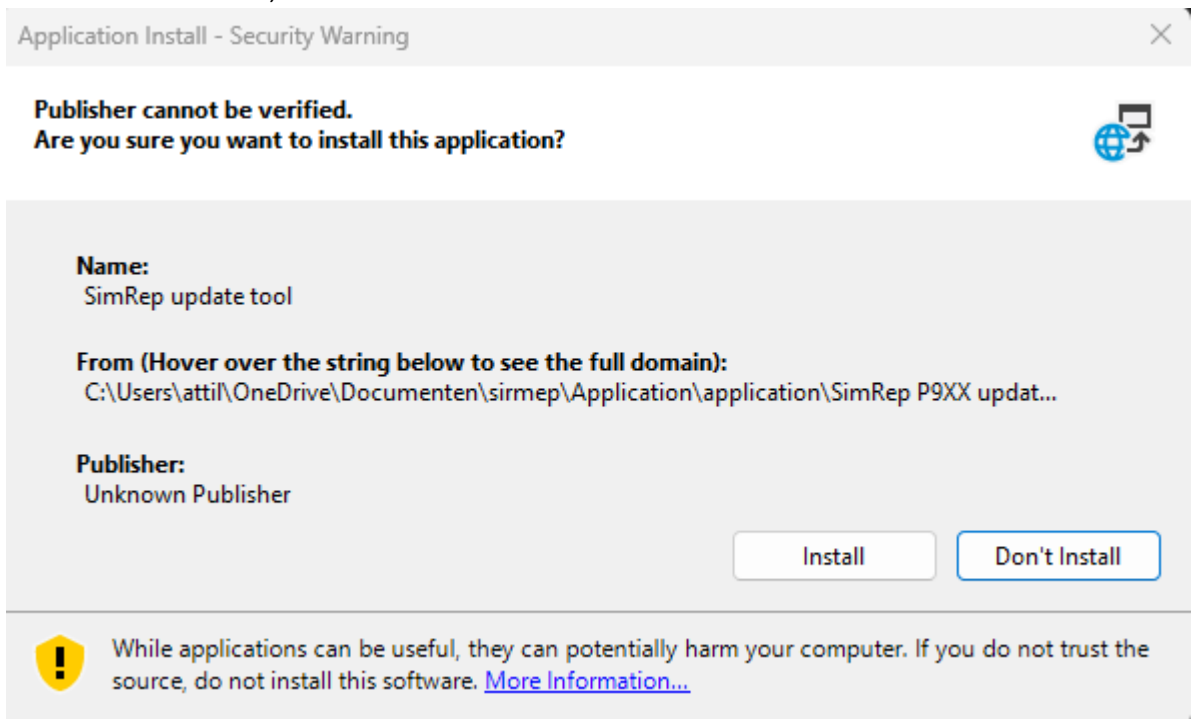 Application Install - Security Warning
Publisher cannot be verified.
Are you sure you want to install this application?
Name:
SimRep update tool
From (Hover over the string below to see the full domain):
C:\Users\attil\OneDrive\Documenten\sirmep\Application\application\SimRep P9XX updat...
Publisher:
Unknown Publisher
Install
Don't Install
While applications can be useful, they can potentially harm your computer. If you do not trust the
source, do not install this software. More Information...